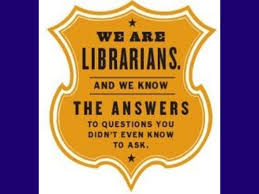 WE ARE
LIBRARIANS.
AND WE KNOW
THE ANSWERS
TO QUESTIONS YOU
DIDN'T EVEN KNOW
TO ASK.